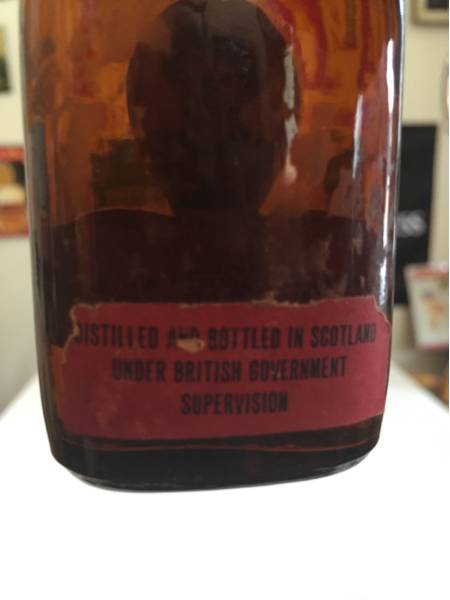 DISTILLED AND BOTTLED IN SCOTLAND
UNDER BRITISH GOVERNMENT
SUPERVISION